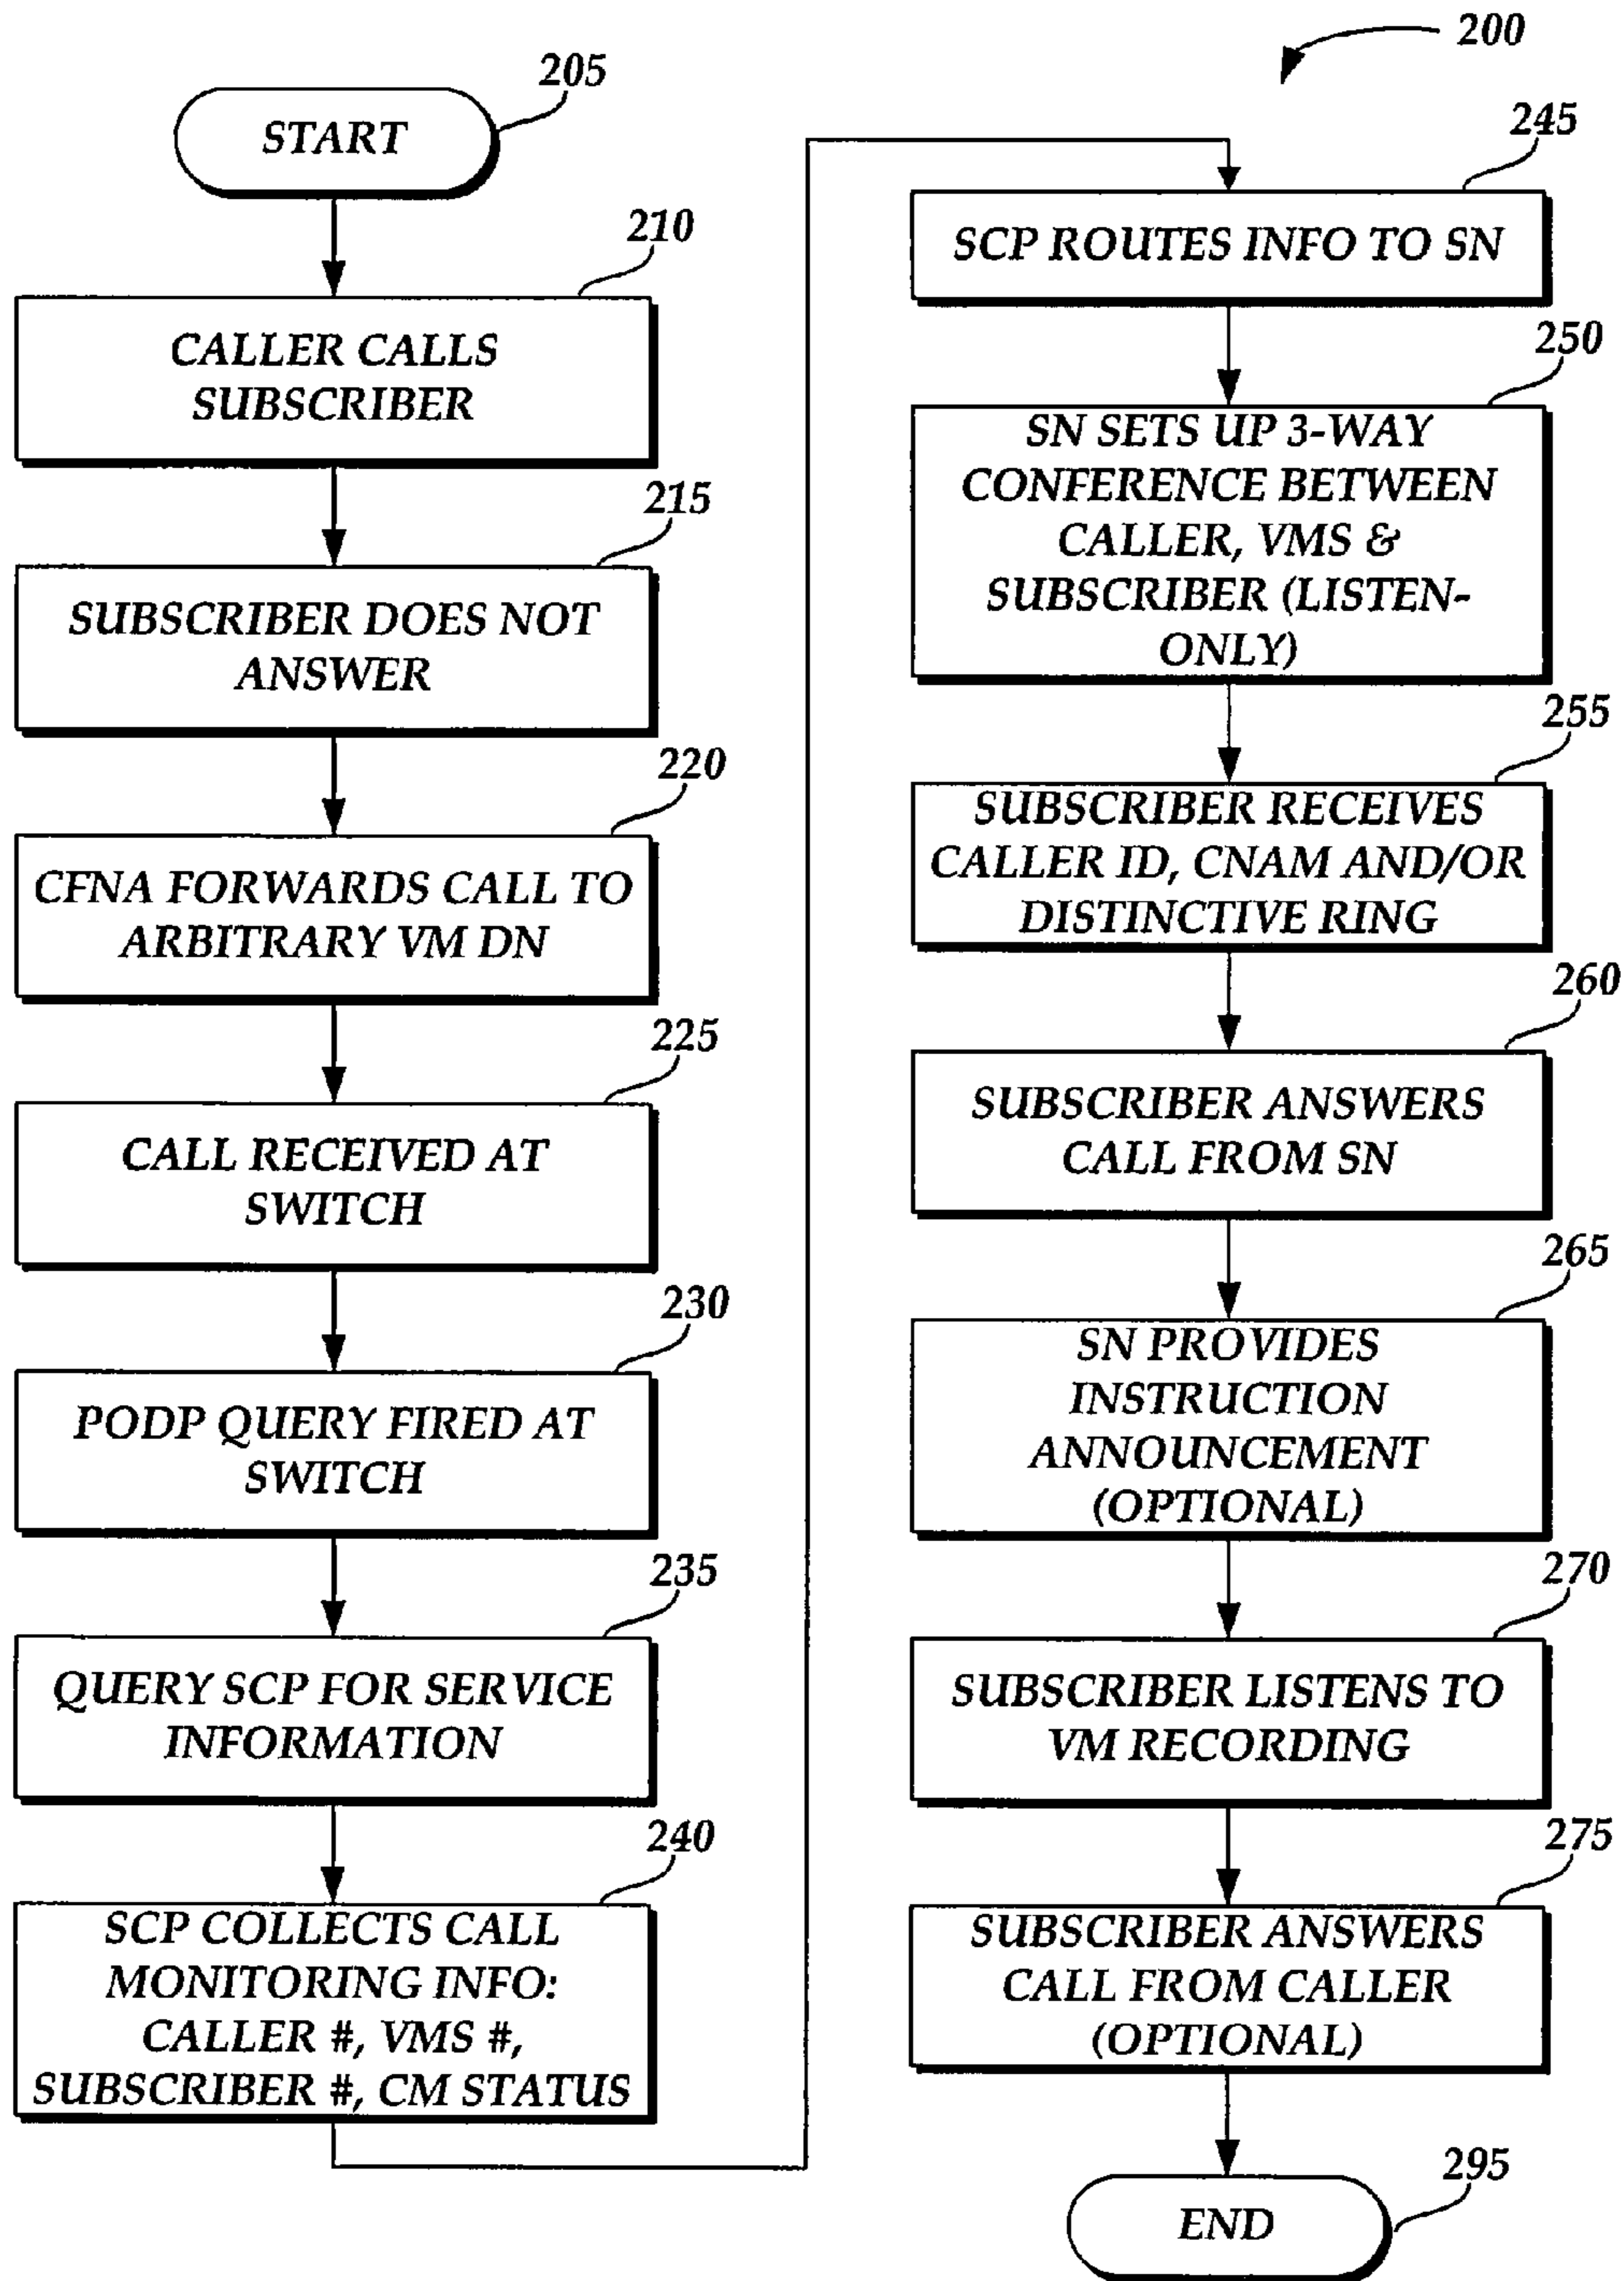 200
205
START
210
CALLER CALLS
SUBSCRIBER
215
SUBSCRIBER DOES NOT
ANSWER
220
CFNA FORWARDS CALL TO
ARBITRARY VM DN
225
CALL RECEIVED AT
SWITCH
230
PODP QUERY FIRED AT
SWITCH
235
QUERY SCP FOR SERVICE
INFORMATION
240
SCP COLLECTS CALL
MONITORING INFO:
CALLER #, VMS #,
SUBSCRIBER #, CM STATUS
245
SCP ROUTES INFO TO SN
250
SN SETS UP 3-WAY
CONFERENCE BETWEEN
CALLER, VMS &
SUBSCRIBER (LISTEN-
ONLY)
255
SUBSCRIBER RECEIVES
CALLER ID, CNAM AND/OR
DISTINCTIVE RING
260
SUBSCRIBER ANSWERS
CALL FROM SN
265
SN PROVIDES
INSTRUCTION
ANNOUNCEMENT
(OPTIONAL)
270
SUBSCRIBER LISTENS TO
VM RECORDING
275
SUBSCRIBER ANSWERS
CALL FROM CALLER
(OPTIONAL)
295
END